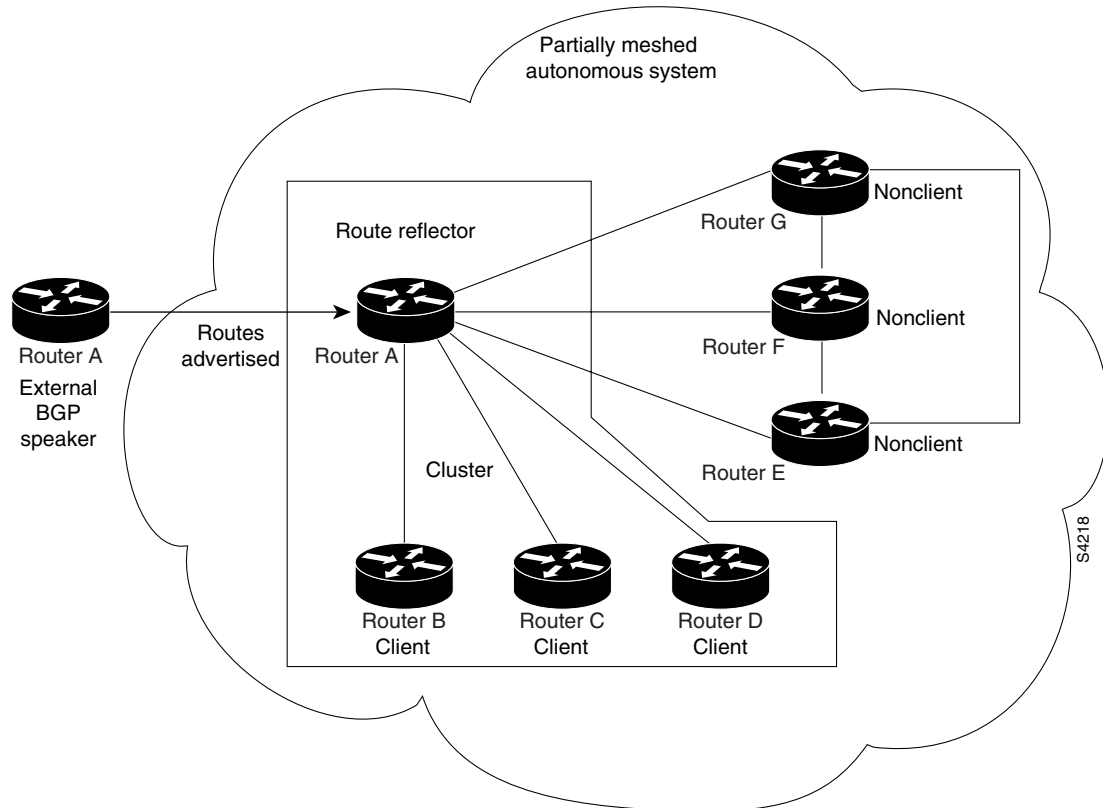 Partially meshed
autonomous system
Nonclient
Router G
Route reflector
Nonclient
Router F
Routes
advertised
Router A
Router A
External
BGP
speaker
Nonclient
Router E
Cluster
S4218
Router B
Client
Router C
Client
Router D
Client